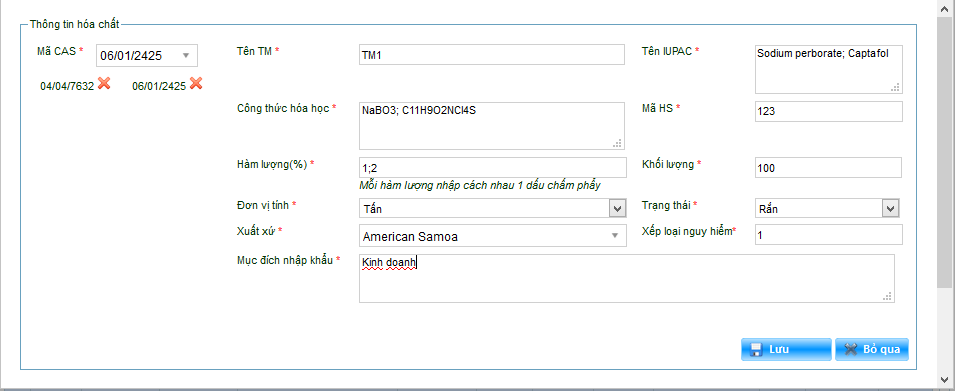 Thông tin hóa chất
Mã CAS * 06/01/2425 Tên TM * TM1 Tên IUPAC * Sodium perborate; Captafol
04/04/7632 06/01/2425
Công thức hóa học * NaBO3; C11H9O2NCl4S Mã HS * 123
Hàm lượng(%) * 1;2 Khối lượng * 100
Mỗi hàm lượng nhập cách nhau 1 dấu chấm phẩy
Đơn vị tính * Tấn Trạng thái * Rắn
Xuất xứ * American Samoa Xếp loại nguy hiểm* 1
Mục đích nhập khẩu * Kinh doanh
Lưu Bỏ qua